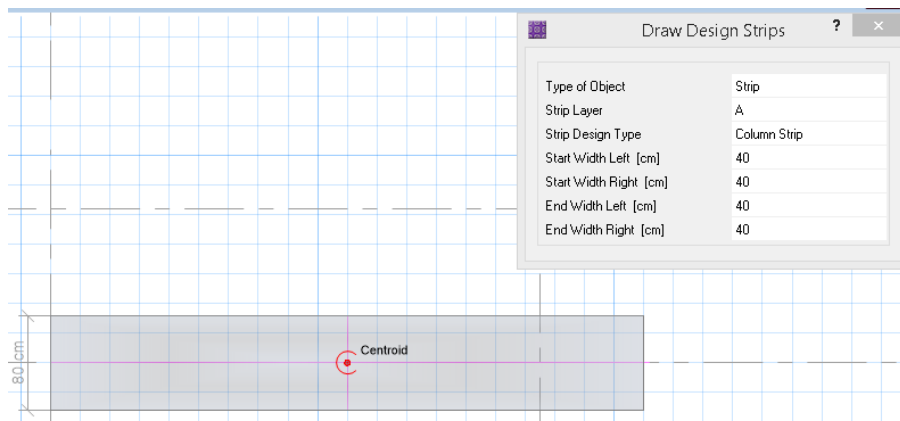 Draw Design Strips ? ×
Type of Object Strip
Strip Layer A
Strip Design Type Column Strip
Start Width Left [cm] 40
Start Width Right [cm] 40
End Width Left [cm] 40
End Width Right [cm] 40
Centroid
80 cm